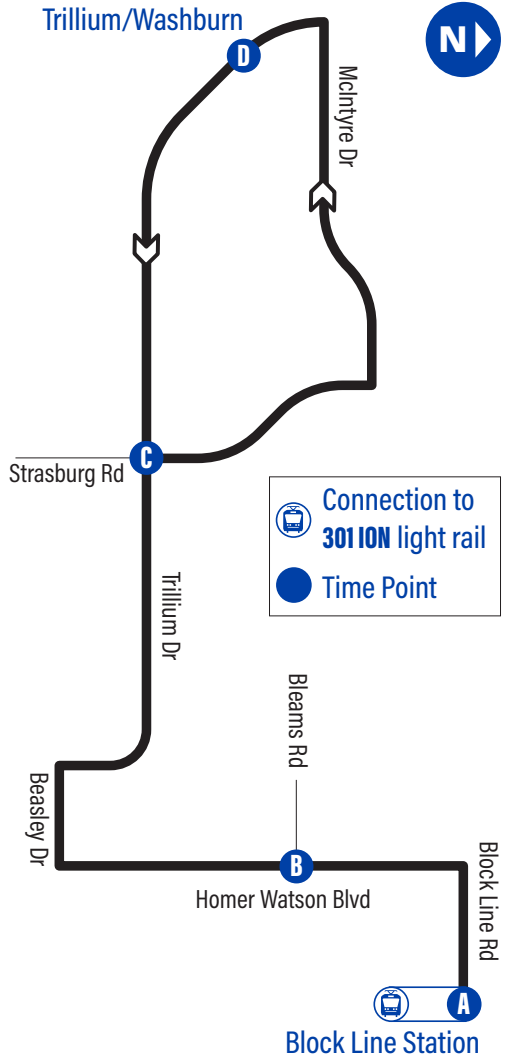 Trillium/Washburn
N
D
McIntyre Dr
C
Strasburg Rd
Connection to
301 ION light rail
Time Point
Trillium Dr
Bleams Rd
Beasley Dr
B
Homer Watson Blvd
Block Line Rd
A
Block Line Station